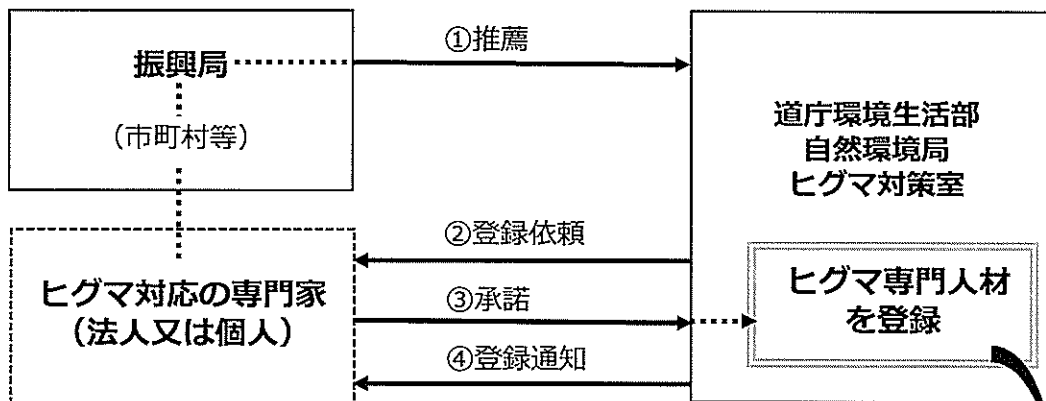 ①推薦
振興局
（市町村等）
道庁環境生活部
自然環境局
ヒグマ対策室
②登録依頼
ヒグマ対応の専門家
（法人又は個人）
③承諾
④登録通知
ヒグマ専門人材
を登録